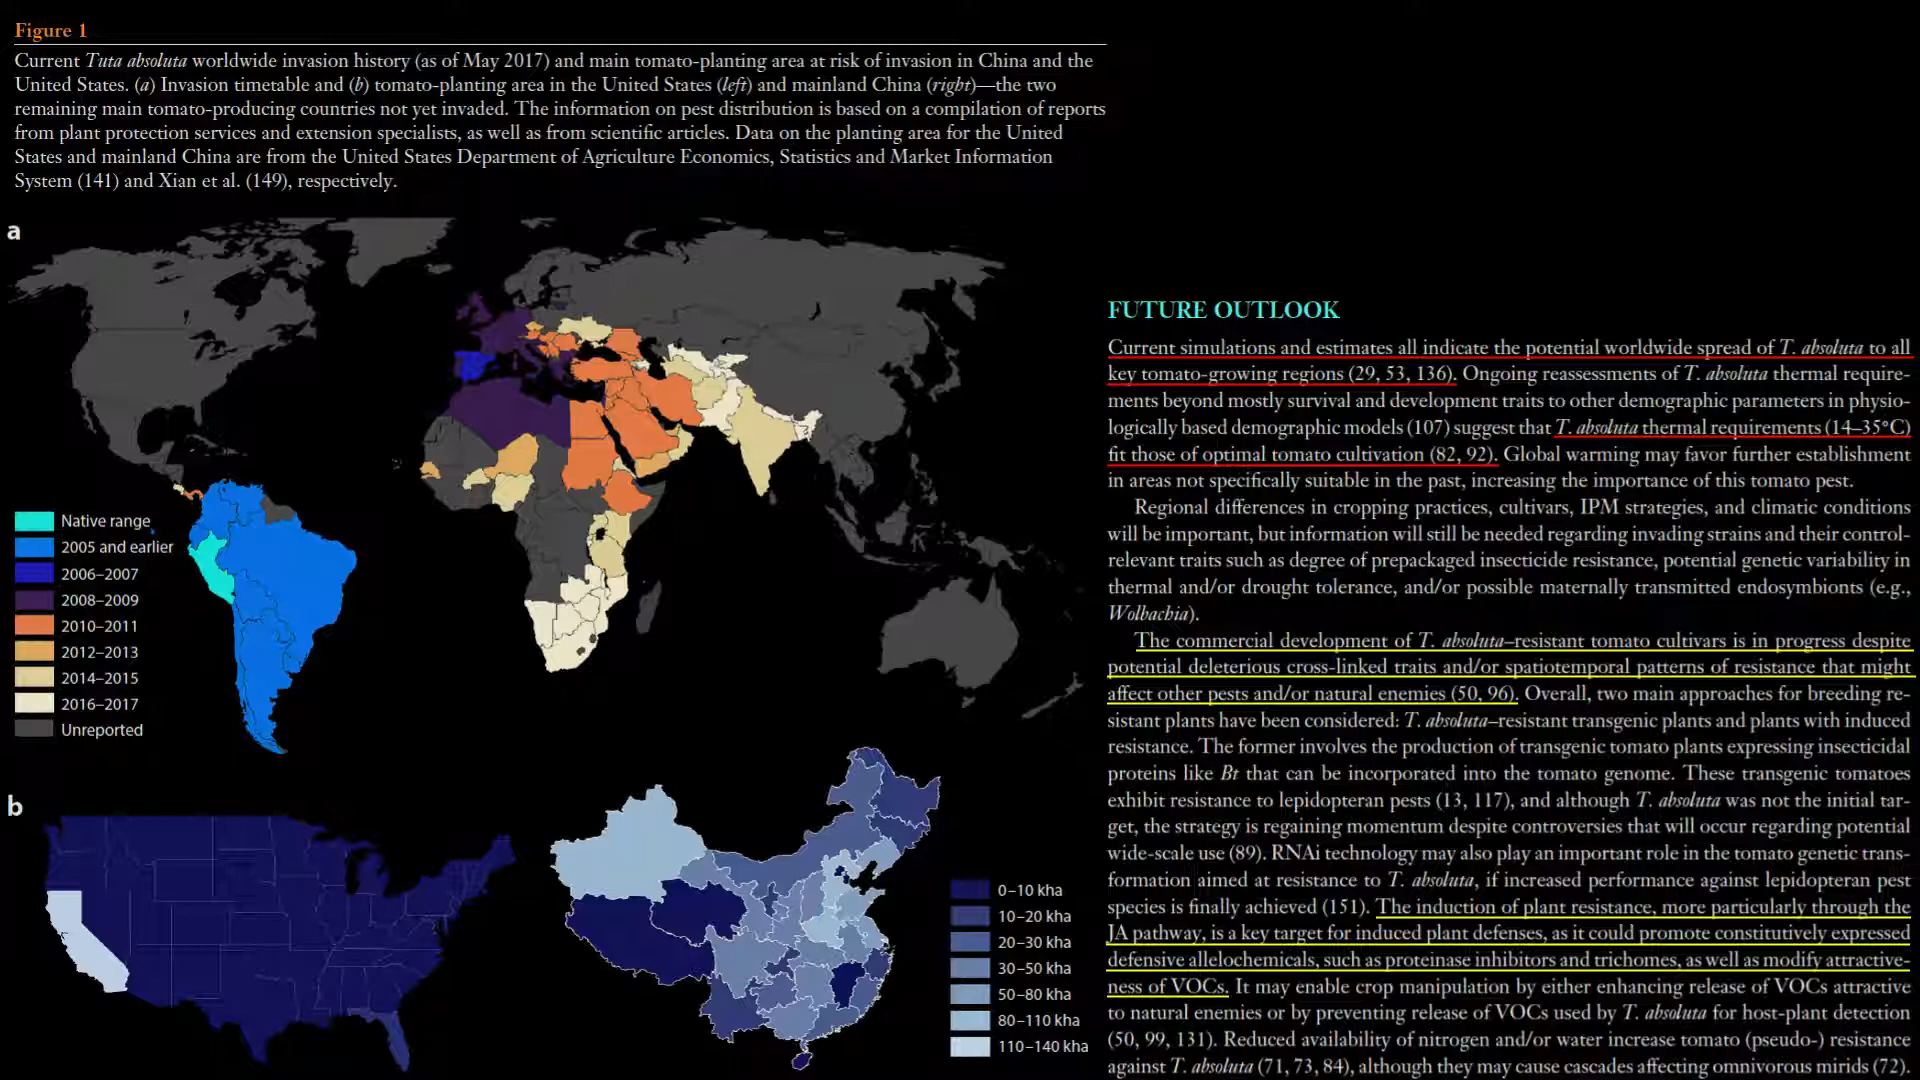 Figure 1
Current Tuta absoluta worldwide invasion history (as of May 2017) and main tomato-planting area at risk of invasion in China and the
United States. (a) Invasion timetable and (b) tomato-planting area in the United States (left) and mainland China (right)—the two
remaining main tomato-producing countries not yet invaded. The information on pest distribution is based on a compilation of reports
from plant protection services and extension specialists, as well as from scientific articles. Data on the planting area for the United
States and mainland China are from the United States Department of Agriculture Economics, Statistics and Market Information
System (141) and Xian et al. (149), respectively.
a
Native range
2005 and earlier
2006–2007
2008–2009
2010–2011
2012–2013
2014–2015
2016–2017
Unreported
b
0–10 kha
10–20 kha
20–30 kha
30–50 kha
50–80 kha
80–110 kha
110–140 kha
FUTURE OUTLOOK
Current simulations and estimates all indicate the potential worldwide spread of T. absoluta to all
key tomato-growing regions (29, 53, 136). Ongoing reassessments of T. absoluta thermal require-
ments beyond mostly survival and development traits to other demographic parameters in physio-
logically based demographic models (107) suggest that T. absoluta thermal requirements (14–35°C)
fit those of optimal tomato cultivation (82, 92). Global warming may favor further establishment
in areas not specifically suitable in the past, increasing the importance of this tomato pest.
Regional differences in cropping practices, cultivars, IPM strategies, and climatic conditions
will be important, but information will still be needed regarding invading strains and their control-
relevant traits such as degree of prepackaged insecticide resistance, potential genetic variability in
thermal and/or drought tolerance, and/or possible maternally transmitted endosymbionts (e.g.,
Wolbachia).
The commercial development of T. absoluta–resistant tomato cultivars is in progress despite
potential deleterious cross-linked traits and/or spatiotemporal patterns of resistance that might
affect other pests and/or natural enemies (50, 96). Overall, two main approaches for breeding re-
sistant plants have been considered: T. absoluta–resistant transgenic plants and plants with induced
resistance. The former involves the production of transgenic tomato plants expressing insecticidal
proteins like Bt that can be incorporated into the tomato genome. These transgenic tomatoes
exhibit resistance to lepidopteran pests (13, 117), and although T. absoluta was not the initial tar-
get, the strategy is regaining momentum despite controversies that will occur regarding potential
wide-scale use (89). RNAi technology may also play an important role in the tomato genetic trans-
formation aimed at resistance to T. absoluta, if increased performance against lepidopteran pest
species is finally achieved (151). The induction of plant resistance, more particularly through the
JA pathway, is a key target for induced plant defenses, as it could promote constitutively expressed
defensive allelochemicals, such as proteinase inhibitors and trichomes, as well as modify attractive-
ness of VOCs. It may enable crop manipulation by either enhancing release of VOCs attractive
to natural enemies or by preventing release of VOCs used by T. absoluta for host-plant detection
(50, 99, 131). Reduced availability of nitrogen and/or water increase tomato (pseudo-) resistance
against T. absoluta (71, 73, 84), although they may cause cascades affecting omnivorous mirids (72).